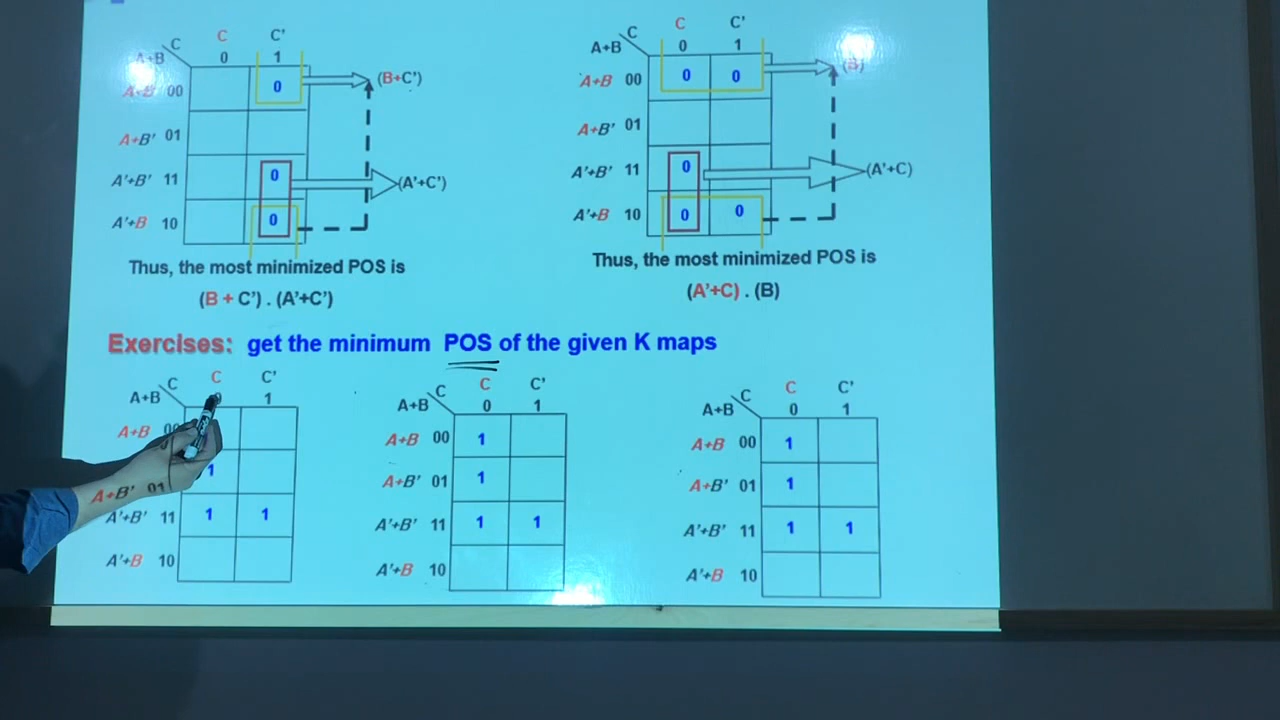 C C C'
A+B 0 1
A+B 00 0 (B+C')
A+B' 01
A'+B' 11 0 (A'+C')
A'+B 10 0
Thus, the most minimized POS is
(B + C') . (A'+C')
C C C'
A+B 0 1
A+B 00 0 0 (B)
A+B' 01
A'+B' 11 0 (A'+C)
A'+B 10 0 0
Thus, the most minimized POS is
(A'+C) . (B)
Exercises: get the minimum POS of the given K maps
C C C'
A+B 0 1
A+B 00
A+B' 01 1
A'+B' 11 1 1
A'+B 10
C C C'
A+B 0 1
A+B 00 1
A+B' 01 1
A'+B' 11 1 1
A'+B 10
C C C'
A+B 0 1
A+B 00 1
A+B' 01 1
A'+B' 11 1 1
A'+B 10